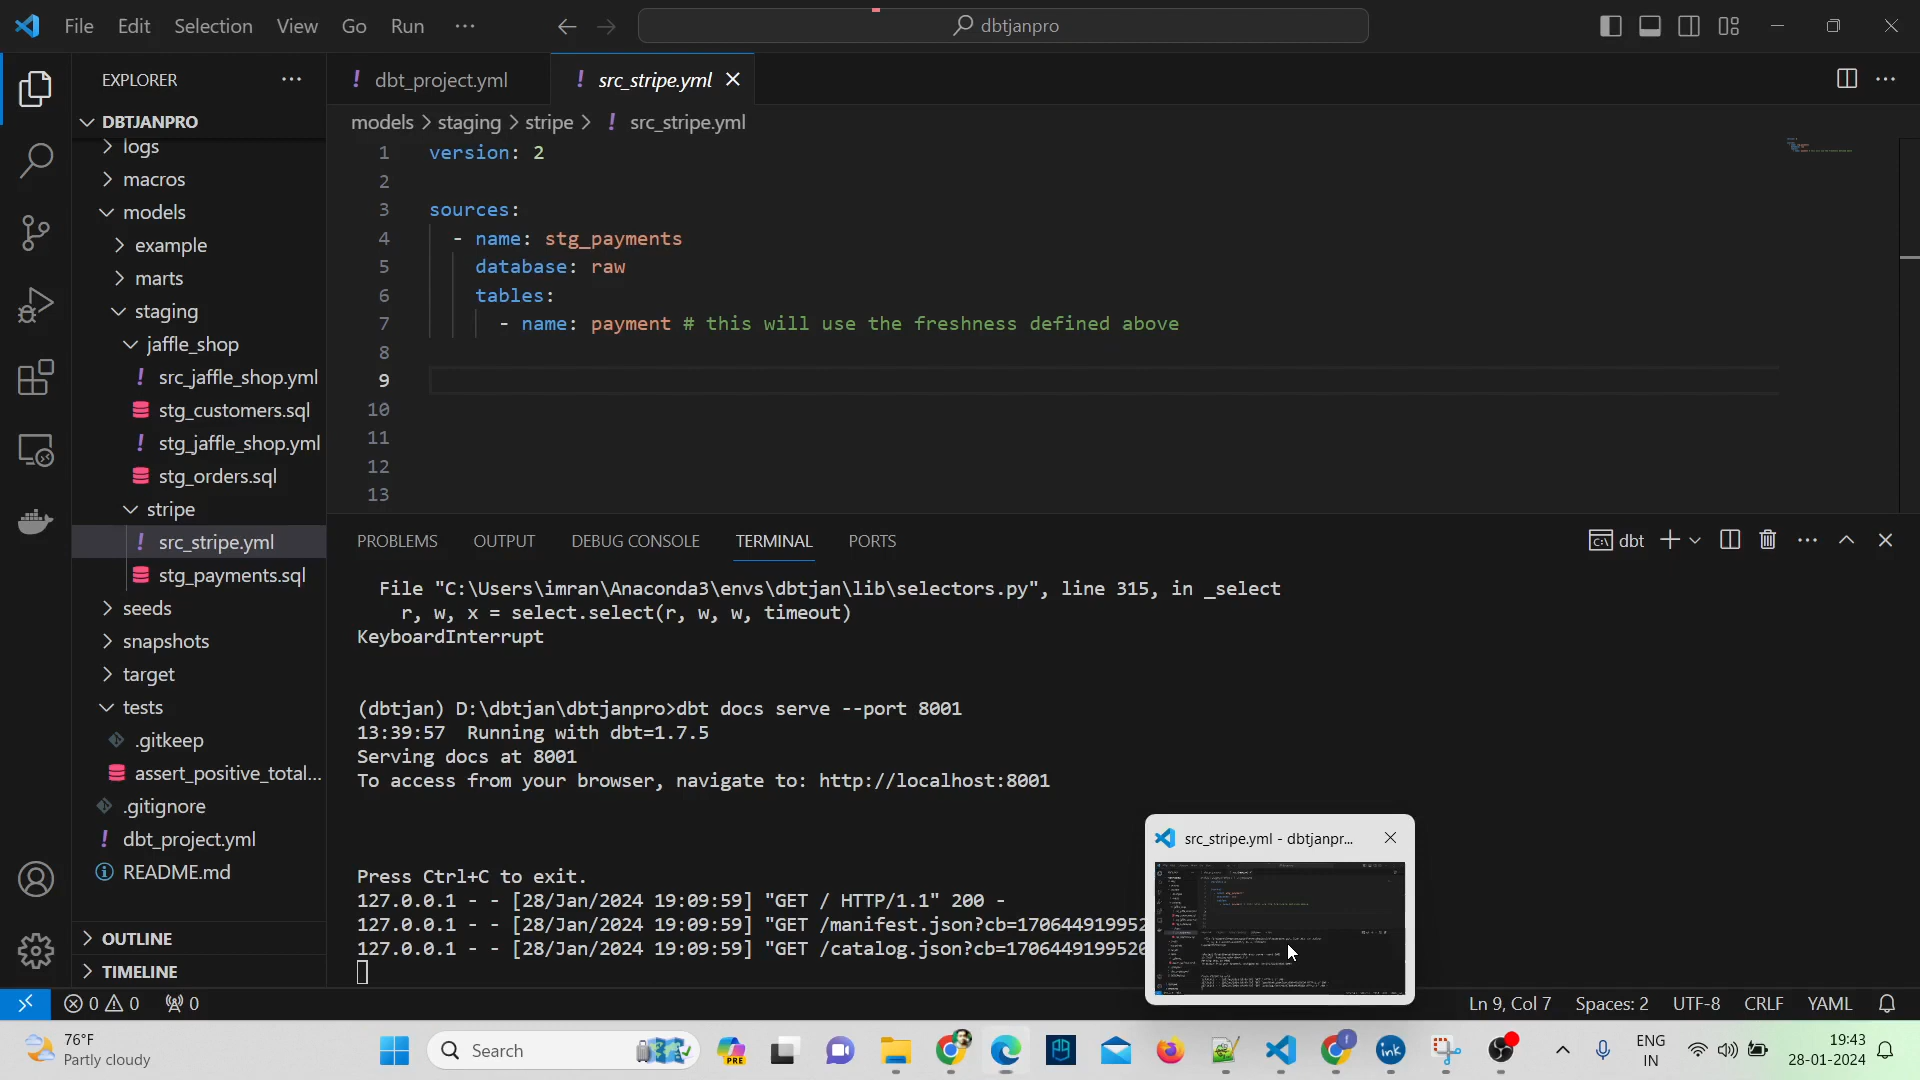 File Edit Selection View Go Run ···
dbtjanpro
EXPLORER
DBTJANPRO
logs
macros
models
example
marts
staging
jaffle_shop
! src_jaffle_shop.yml
stg_customers.sql
! stg_jaffle_shop.yml
stg_orders.sql
stripe
! src_stripe.yml
stg_payments.sql
seeds
snapshots
target
tests
.gitkeep
assert_positive_total...
.gitignore
! dbt_project.yml
README.md
OUTLINE
TIMELINE
! dbt_project.yml
! src_stripe.yml
models > staging > stripe > ! src_stripe.yml
1 version: 2
2
3 sources:
4 - name: stg_payments
5 database: raw
6 tables:
7 - name: payment # this will use the freshness defined above
8
9
10
11
12
13
PROBLEMS OUTPUT DEBUG CONSOLE TERMINAL PORTS
dbt
File "C:\Users\imran\Anaconda3\envs\dbtjan\lib\selectors.py", line 315, in _select
r, w, x = select.select(r, w, w, timeout)
KeyboardInterrupt
(dbtjan) D:\dbtjan\dbtjanpro>dbt docs serve --port 8001
13:39:57 Running with dbt=1.7.5
Serving docs at 8001
To access from your browser, navigate to: http://localhost:8001
Press Ctrl+C to exit.
127.0.0.1 - - [28/Jan/2024 19:09:59] "GET / HTTP/1.1" 200 -
127.0.0.1 - - [28/Jan/2024 19:09:59] "GET /manifest.json?cb=170644919952
127.0.0.1 - - [28/Jan/2024 19:09:59] "GET /catalog.json?cb=1706449199520
src_stripe.yml - dbtjanpr...
0 0 0
Ln 9, Col 7 Spaces: 2 UTF-8 CRLF YAML
76°F
Partly cloudy
Search
PRE
ink
ENG
IN
19:43
28-01-2024